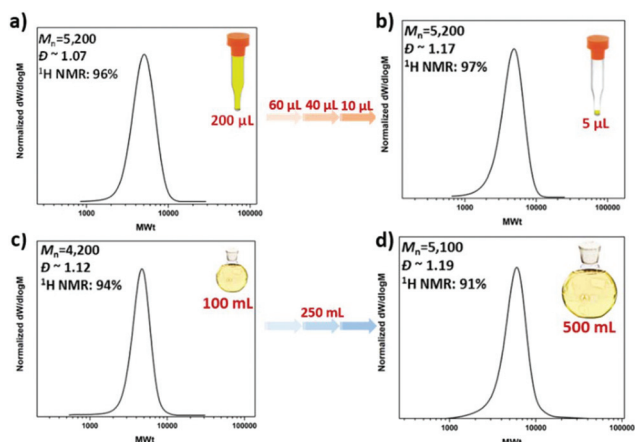 a)
Mn=5,200
Đ ~ 1.07
¹H NMR: 96%
200 µL
Normalized dW/dlogM
1000 10000 100000
MWt
60 µL 40 µL 10 µL
b)
Mn=5,200
Đ ~ 1.17
¹H NMR: 97%
5 µL
Normalized dW/dlogM
1000 10000 100000
MWt
c)
Mn=4,200
Đ ~ 1.12
¹H NMR: 94%
100 mL
Normalized dW/dlogM
1000 10000 100000
MWt
250 mL
d)
Mn=5,100
Đ ~ 1.19
¹H NMR: 91%
500 mL
Normalized dW/dlogM
1000 10000 100000
MWt